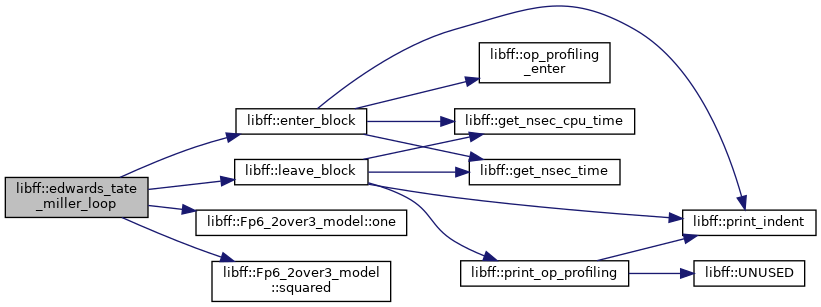 libff::edwards_tate
_miller_loop
libff::enter_block
libff::leave_block
libff::Fp6_2over3_model::one
libff::Fp6_2over3_model
::squared
libff::op_profiling
_enter
libff::get_nsec_cpu_time
libff::get_nsec_time
libff::print_op_profiling
libff::print_indent
libff::UNUSED